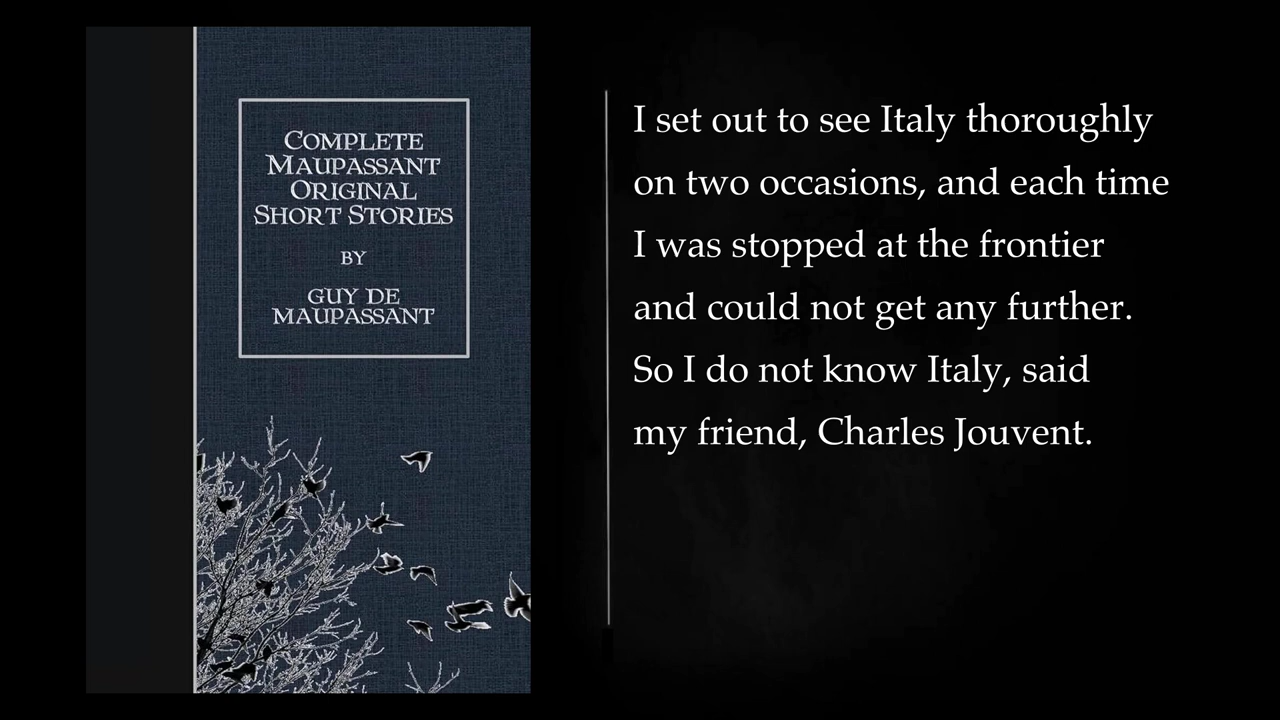 COMPLETE
MAUPASSANT
ORIGINAL
SHORT STORIES
BY
GUY DE
MAUPASSANT
I set out to see Italy thoroughly
on two occasions, and each time
I was stopped at the frontier
and could not get any further.
So I do not know Italy, said
my friend, Charles Jouvent.